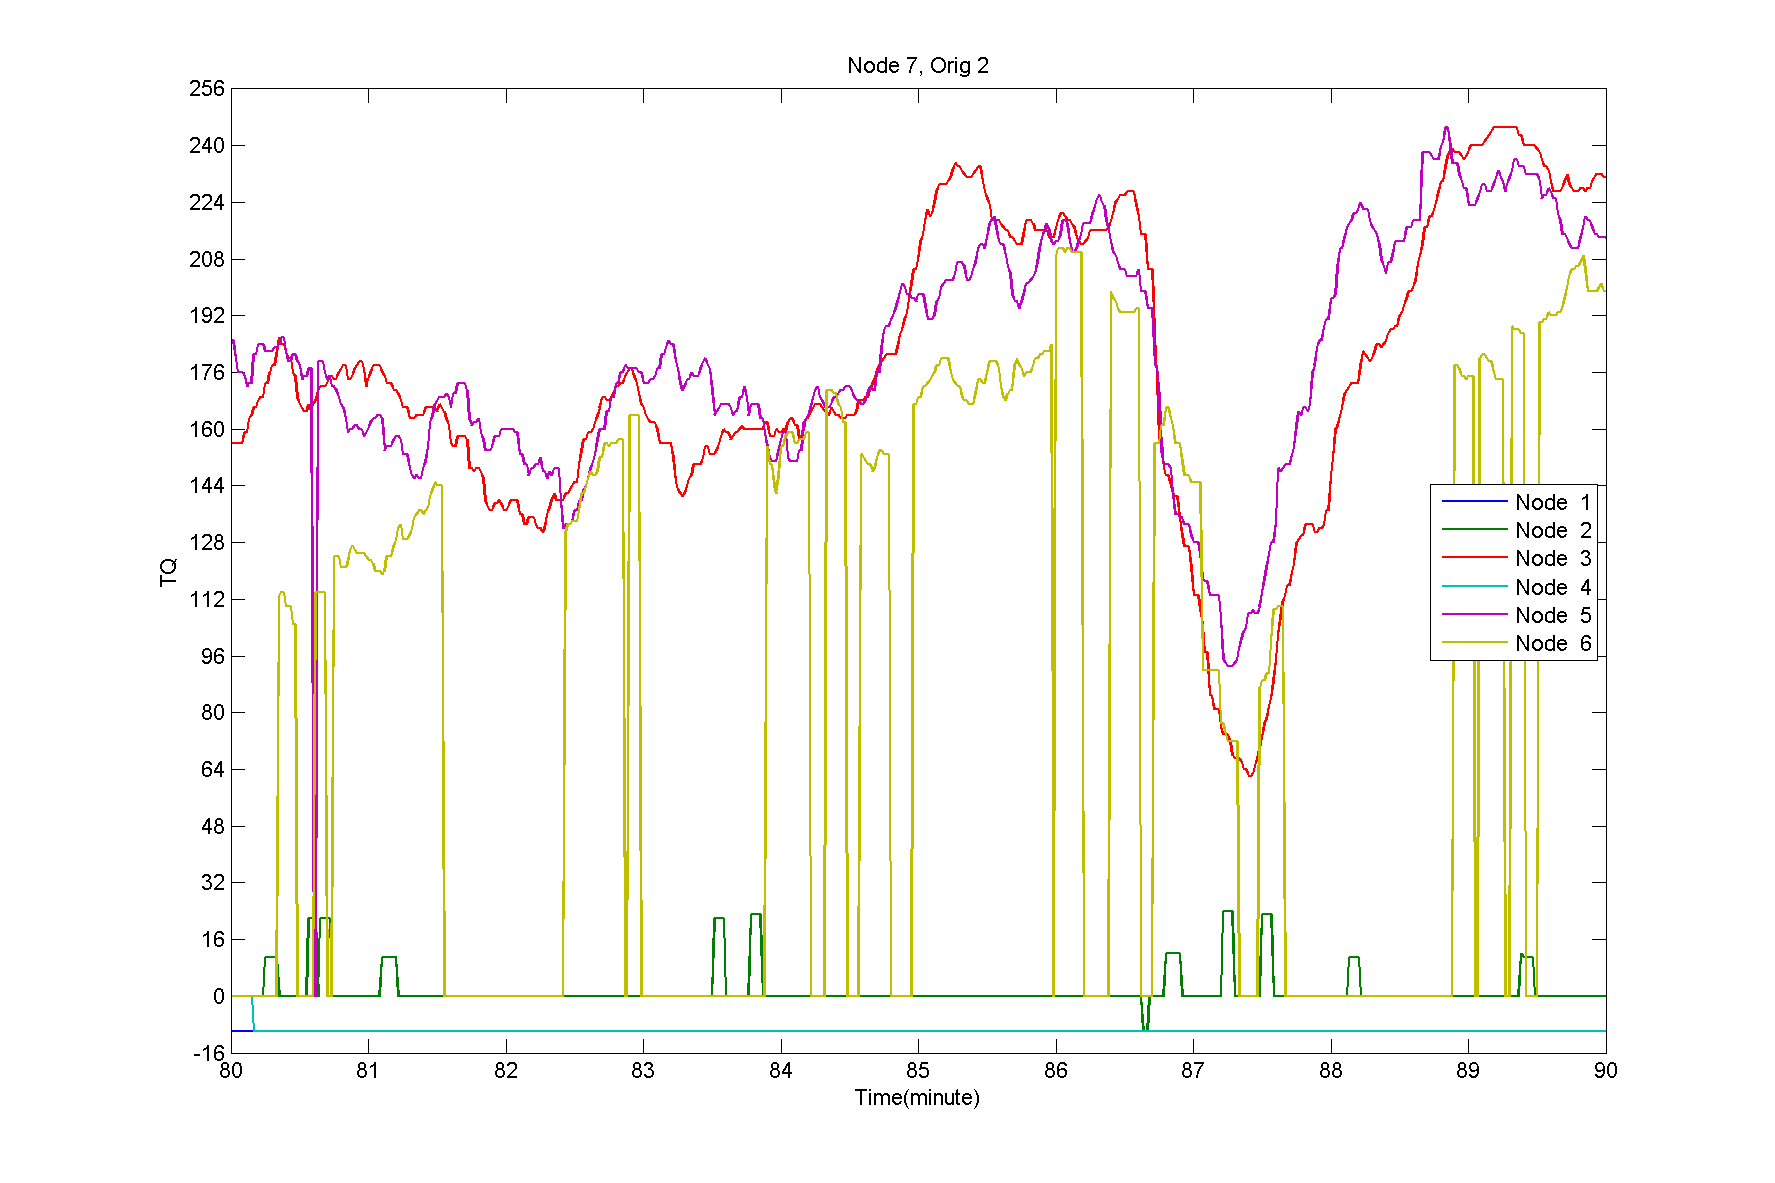 Node 7, Orig 2
256
240
224
208
192
176
160
144
128
112
96
80
64
48
32
16
0
-16
TQ
Node 1
Node 2
Node 3
Node 4
Node 5
Node 6
80 81 82 83 84 85 86 87 88 89 90
Time(minute)